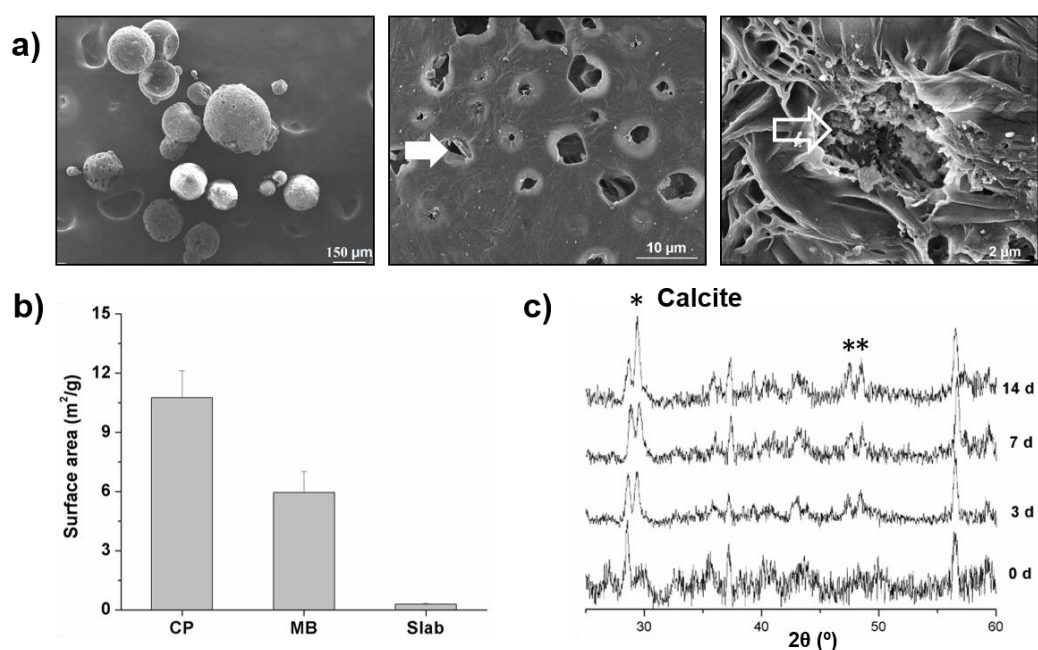 a)
150 µm
10 µm
2 µm
b)
Surface area (m²/g)
15
12
9
6
3
0
CP MB Slab
c)
* Calcite
**
14 d
7 d
3 d
0 d
30 40 50 60
2θ (º)